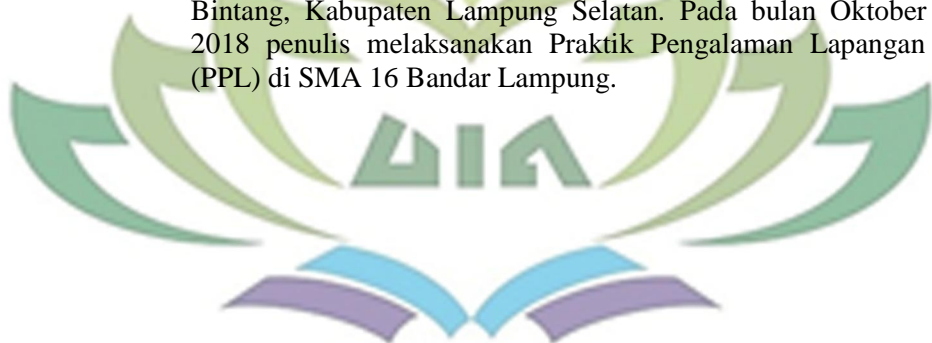 Bintang, Kabupaten Lampung Selatan. Pada bulan Oktober
2018 penulis melaksanakan Praktik Pengalaman Lapangan
(PPL) di SMA 16 Bandar Lampung.
UIN